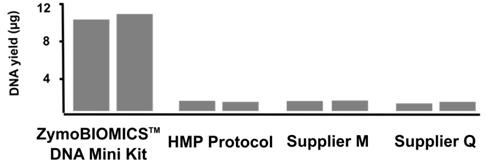 12
DNA yield (µg)
8
4
ZymoBIOMICS™ DNA Mini Kit
HMP Protocol
Supplier M
Supplier Q